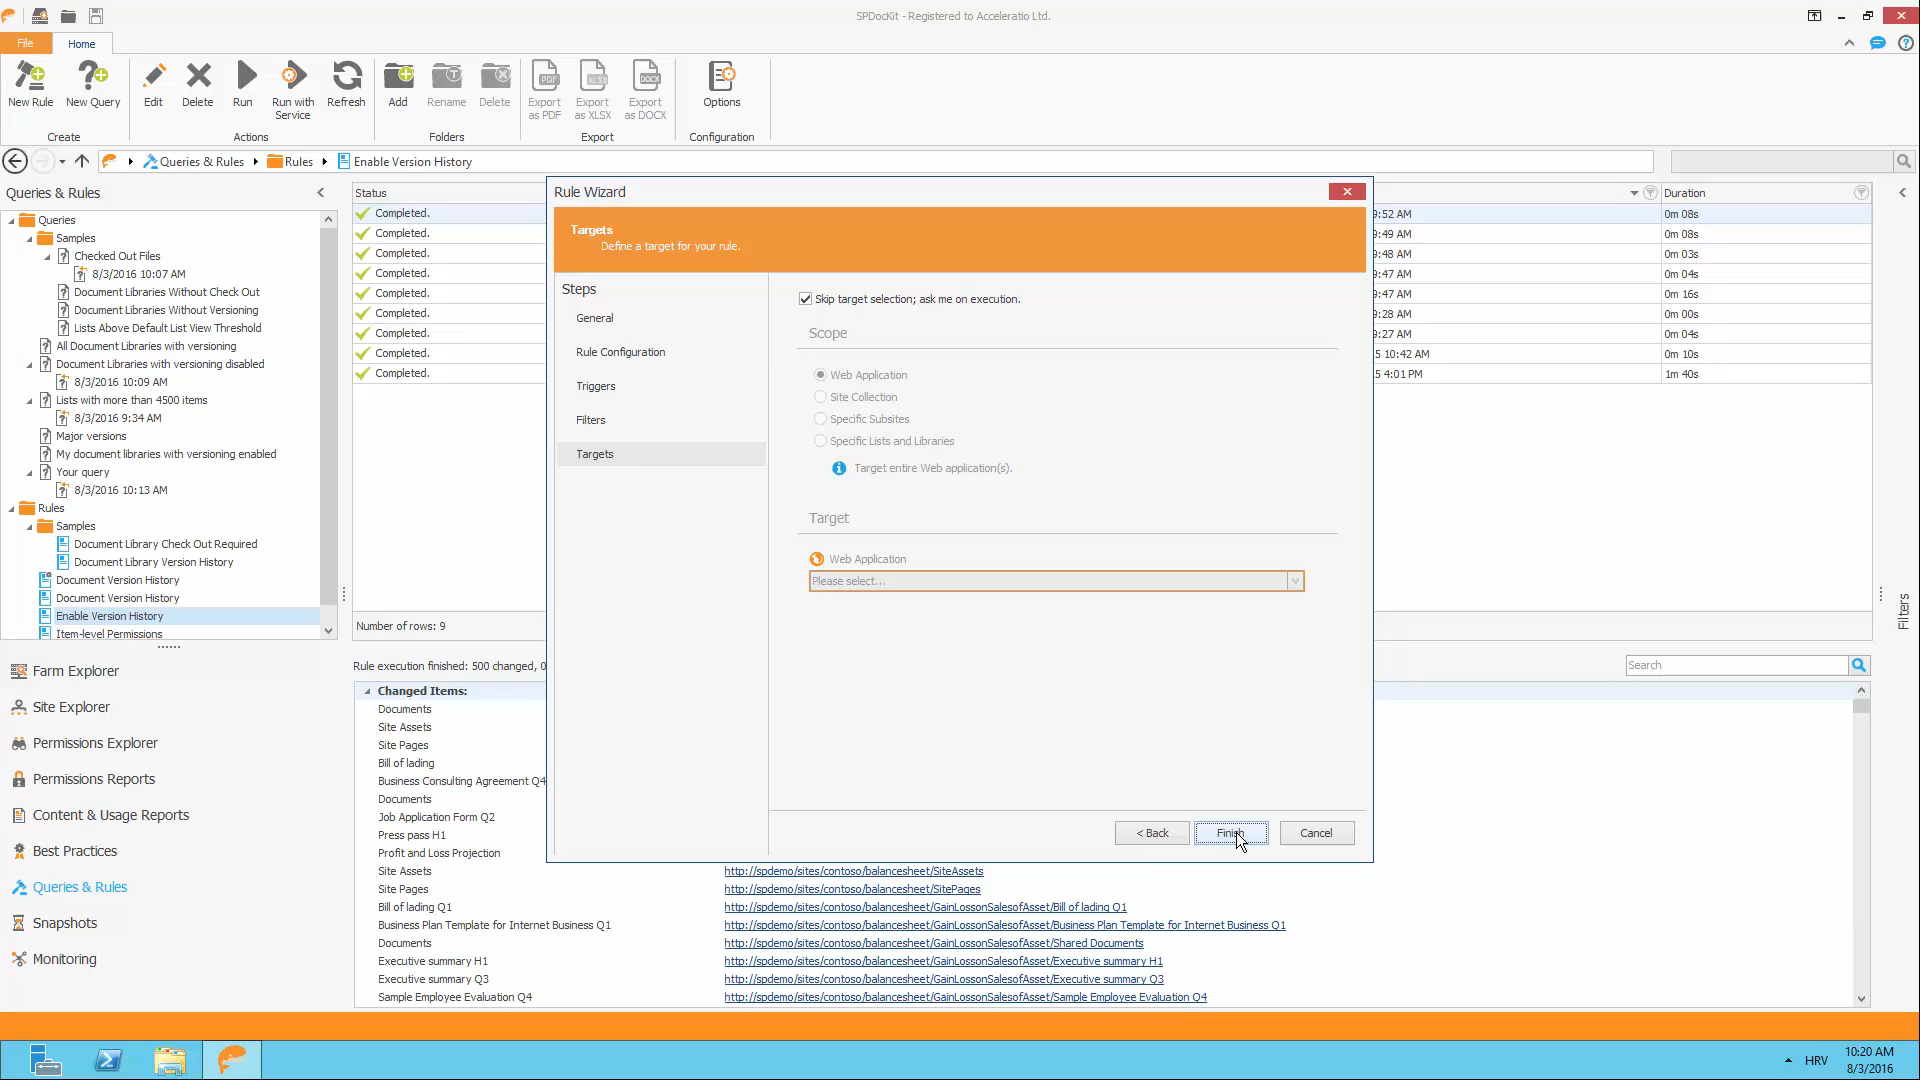 SPDocKit - Registered to Acceleratio Ltd.
File
Home
New Rule
New Query
Edit
Delete
Run
Run with
Service
Refresh
Add
Rename
Delete
Export
as PDF
Export
as XLSX
Export
as DOCX
Options
Create
Actions
Folders
Export
Configuration
Queries & Rules
Rules
Enable Version History
Queries & Rules
Queries
Samples
Checked Out Files
8/3/2016 10:07 AM
Document Libraries Without Check Out
Document Libraries Without Versioning
Lists Above Default List View Threshold
All Document Libraries with versioning
Document Libraries with versioning disabled
8/3/2016 10:09 AM
Lists with more than 4500 items
8/3/2016 9:34 AM
Major versions
My document libraries with versioning enabled
Your query
8/3/2016 10:13 AM
Rules
Samples
Document Library Check Out Required
Document Library Version History
Document Version History
Document Version History
Enable Version History
Item-level Permissions
Farm Explorer
Site Explorer
Permissions Explorer
Permissions Reports
Content & Usage Reports
Best Practices
Queries & Rules
Snapshots
Monitoring
Status
Completed.
Completed.
Completed.
Completed.
Completed.
Completed.
Completed.
Completed.
Completed.
Number of rows: 9
Rule Wizard
Targets
Define a target for your rule.
Steps
General
Rule Configuration
Triggers
Filters
Targets
Skip target selection; ask me on execution.
Scope
Web Application
Site Collection
Specific Subsites
Specific Lists and Libraries
Target entire Web application(s).
Target
Web Application
Please select...
< Back
Finish
Cancel
Duration
9:52 AM 0m 08s
9:49 AM 0m 08s
9:48 AM 0m 03s
9:47 AM 0m 04s
9:47 AM 0m 16s
9:28 AM 0m 00s
9:27 AM 0m 04s
5 10:42 AM 0m 10s
5 4:01 PM 1m 40s
Filters
Rule execution finished: 500 changed, 0
Search
Changed Items:
Documents
Site Assets
Site Pages
Bill of lading
Business Consulting Agreement Q4
Documents
Job Application Form Q2
Press pass H1
Profit and Loss Projection
Site Assets http://spdemo/sites/contoso/balancesheet/SiteAssets
Site Pages http://spdemo/sites/contoso/balancesheet/SitePages
Bill of lading Q1 http://spdemo/sites/contoso/balancesheet/GainLossonSalesofAsset/Bill of lading Q1
Business Plan Template for Internet Business Q1 http://spdemo/sites/contoso/balancesheet/GainLossonSalesofAsset/Business Plan Template for Internet Business Q1
Documents http://spdemo/sites/contoso/balancesheet/GainLossonSalesofAsset/Shared Documents
Executive summary H1 http://spdemo/sites/contoso/balancesheet/GainLossonSalesofAsset/Executive summary H1
Executive summary Q3 http://spdemo/sites/contoso/balancesheet/GainLossonSalesofAsset/Executive summary Q3
Sample Employee Evaluation Q4 http://spdemo/sites/contoso/balancesheet/GainLossonSalesofAsset/Sample Employee Evaluation Q4
HRV
10:20 AM
8/3/2016